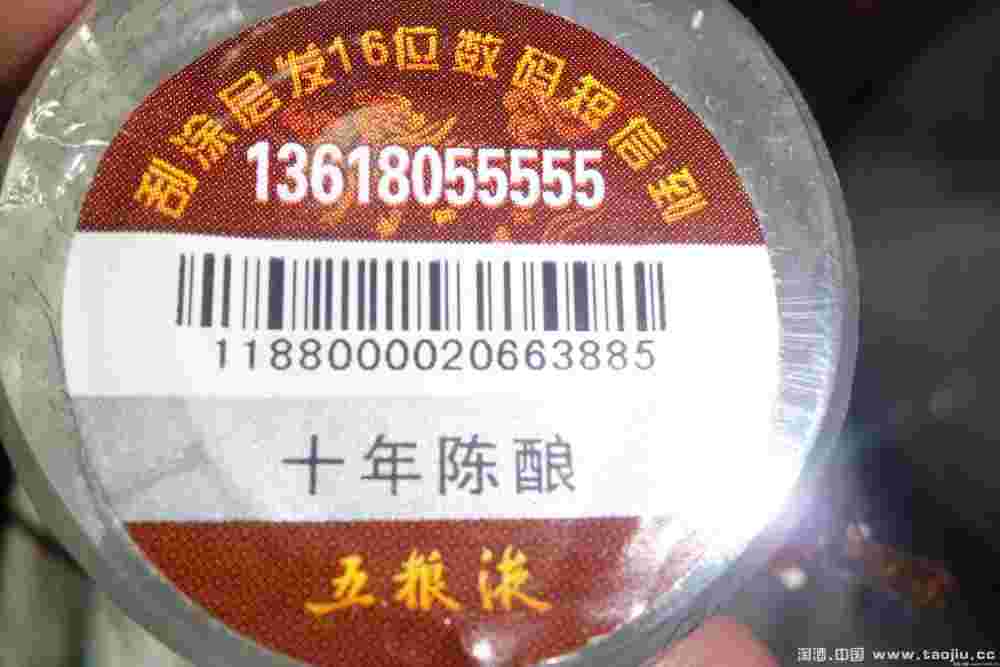 刮涂层发16位数码短信到
13618055555
1188000020663885
十年陈酿
五粮液
淘酒.中国 www.taojiu.cc